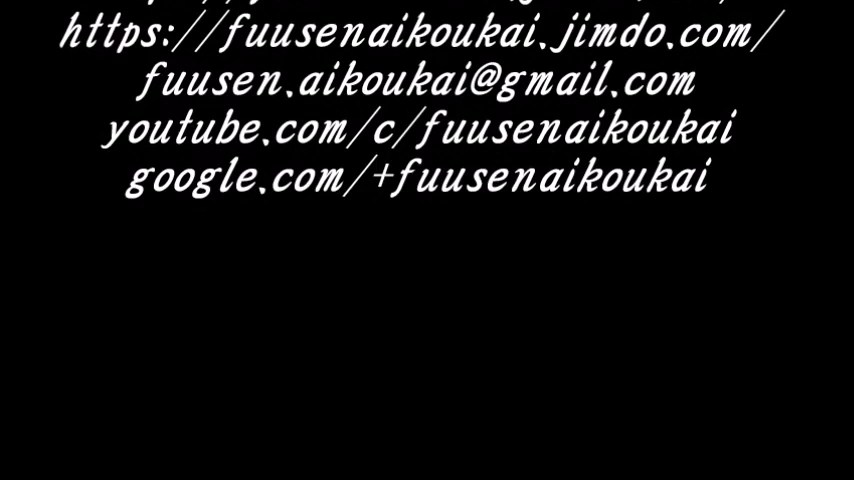 https://fuusenaikoukai.jimdo.com/
fuusen.aikoukai@gmail.com
youtube.com/c/fuusenaikoukai
google.com/+fuusenaikoukai